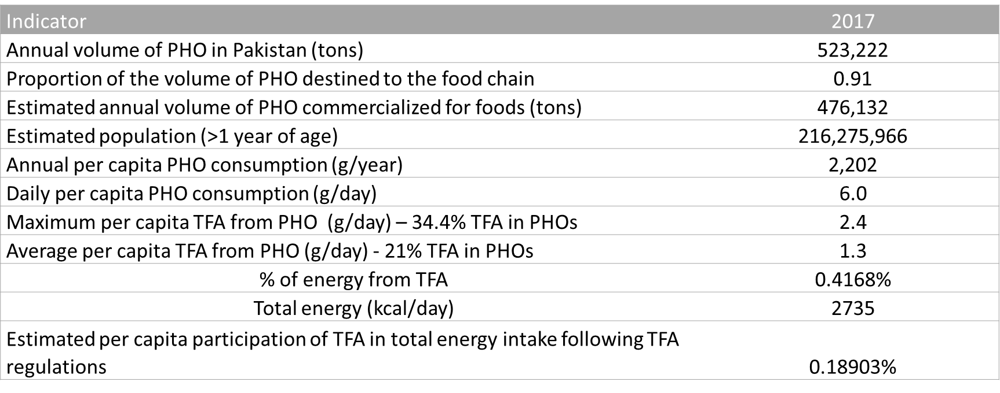 Indicator 2017
Annual volume of PHO in Pakistan (tons) 523,222
Proportion of the volume of PHO destined to the food chain 0.91
Estimated annual volume of PHO commercialized for foods (tons) 476,132
Estimated population (>1 year of age) 216,275,966
Annual per capita PHO consumption (g/year) 2,202
Daily per capita PHO consumption (g/day) 6.0
Maximum per capita TFA from PHO (g/day) – 34.4% TFA in PHOs 2.4
Average per capita TFA from PHO (g/day) - 21% TFA in PHOs 1.3
% of energy from TFA 0.4168%
Total energy (kcal/day) 2735
Estimated per capita participation of TFA in total energy intake following TFA
regulations 0.18903%